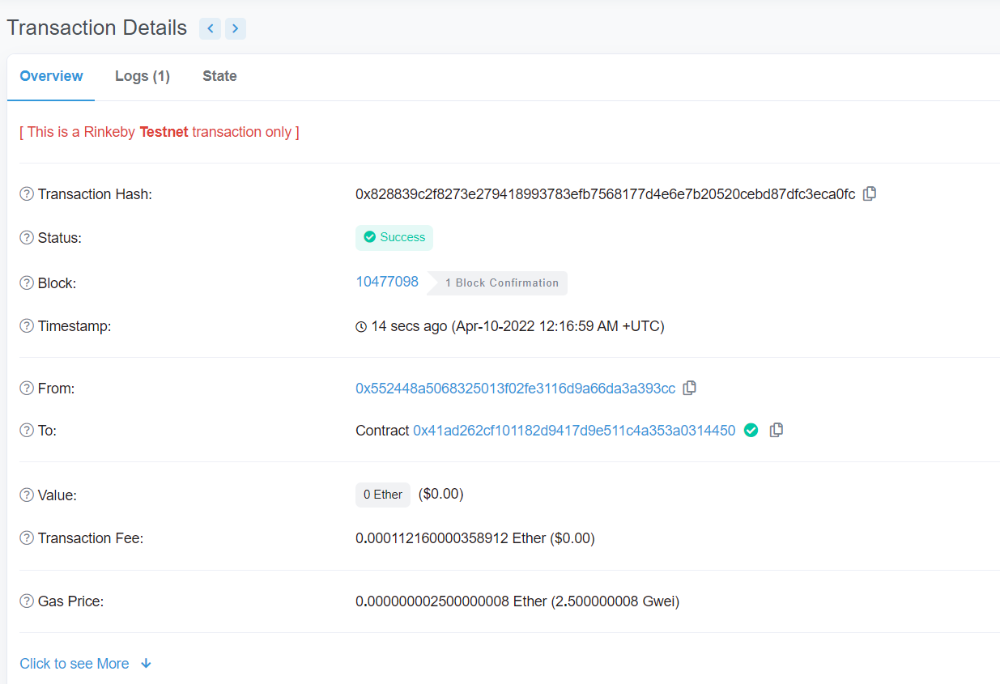 Transaction Details
Overview Logs (1) State
[ This is a Rinkeby Testnet transaction only ]
Transaction Hash: 0x828839c2f8273e279418993783efb7568177d4e6e7b20520cebd87dfc3eca0fc
Status: Success
Block: 10477098 1 Block Confirmation
Timestamp: 14 secs ago (Apr-10-2022 12:16:59 AM +UTC)
From: 0x552448a5068325013f02fe3116d9a66da3a393cc
To: Contract 0x41ad262cf101182d9417d9e511c4a353a0314450
Value: 0 Ether ($0.00)
Transaction Fee: 0.000112160000358912 Ether ($0.00)
Gas Price: 0.000000002500000008 Ether (2.500000008 Gwei)
Click to see More